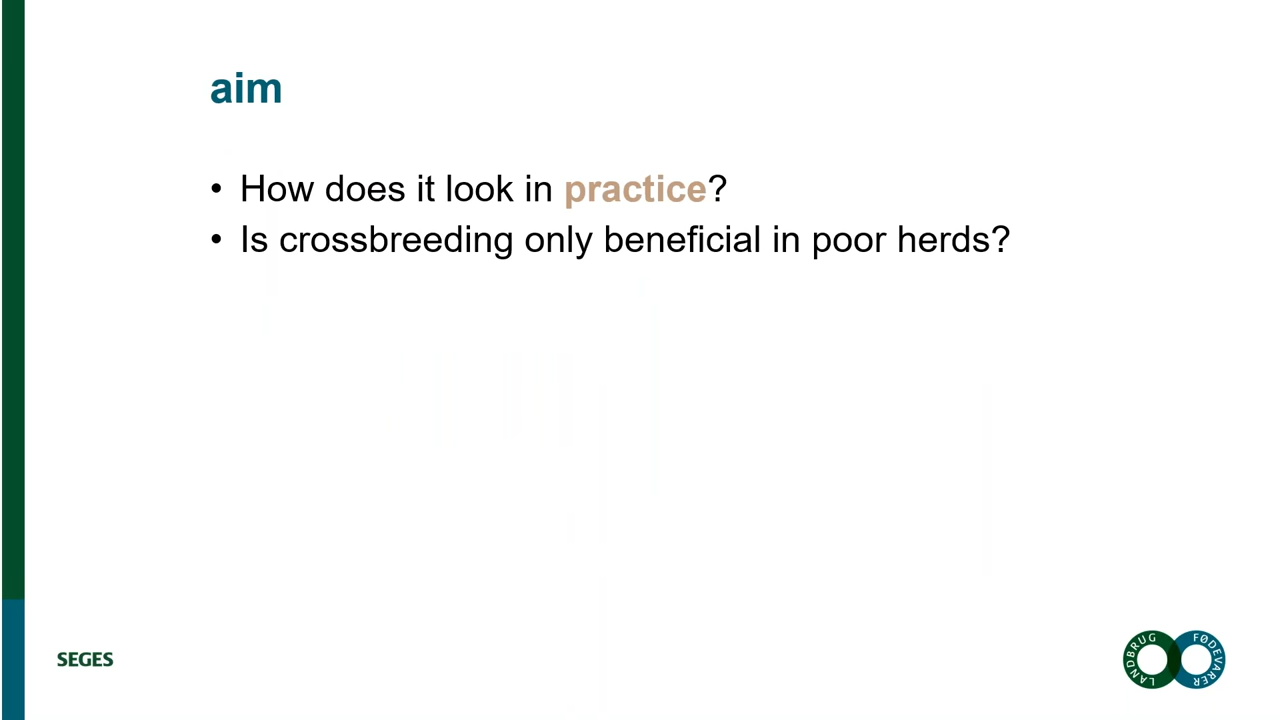 aim
• How does it look in practice?
• Is crossbreeding only beneficial in poor herds?
SEGES
LANDBRUG FØDEVARER